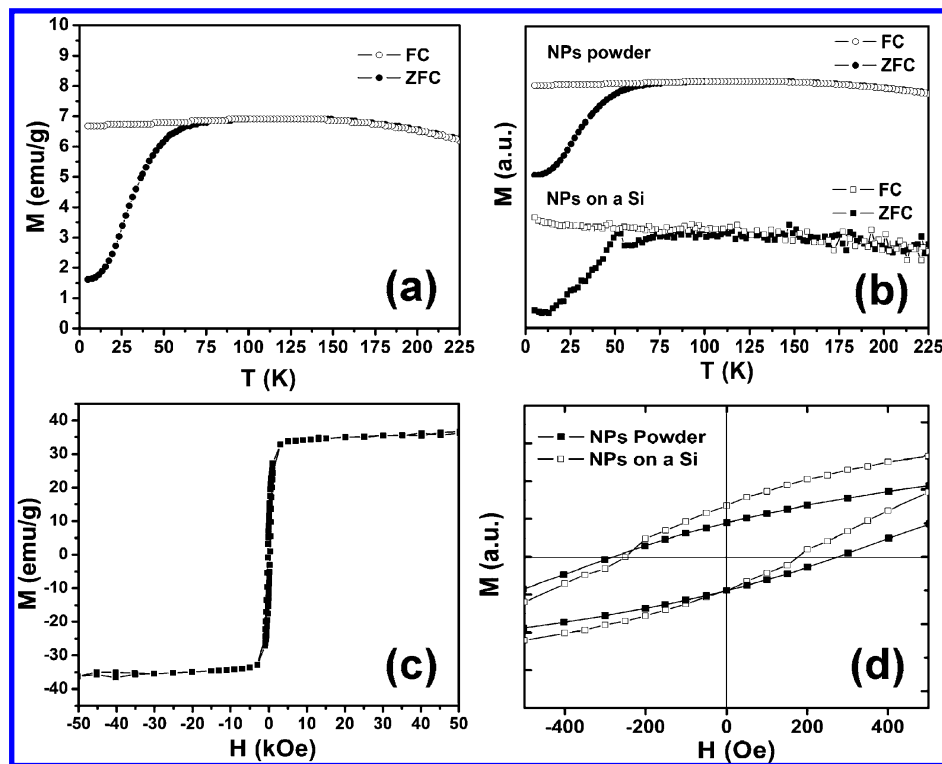 10
9
8
7
6
5
4
3
2
1
0
M (emu/g)
FC
ZFC
(a)
0 25 50 75 100 125 150 175 200 225
T (K)
M (a.u.)
NPs powder
FC
ZFC
NPs on a Si
FC
ZFC
(b)
0 25 50 75 100 125 150 175 200 225
T (K)
40
30
20
10
0
-10
-20
-30
-40
M (emu/g)
(c)
-50 -40 -30 -20 -10 0 10 20 30 40 50
H (kOe)
M (a.u.)
NPs Powder
NPs on a Si
(d)
-400 -200 0 200 400
H (Oe)